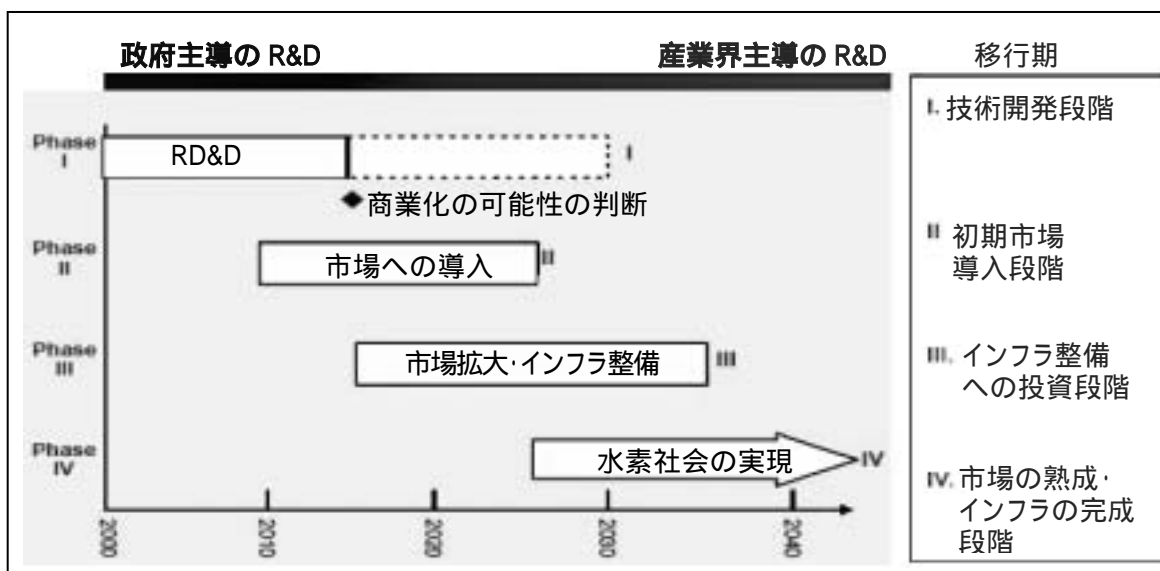 政府主導の R&D
産業界主導の R&D
移行期
Phase
I
RD&D
I
◆商業化の可能性の判断
Phase
II
市場への導入
II
Phase
III
市場拡大・インフラ整備
III
Phase
IV
水素社会の実現
IV
2000
2010
2020
2030
2040
I. 技術開発段階
II 初期市場
導入段階
III. インフラ整備
への投資段階
IV. 市場の熟成・
インフラの完成
段階